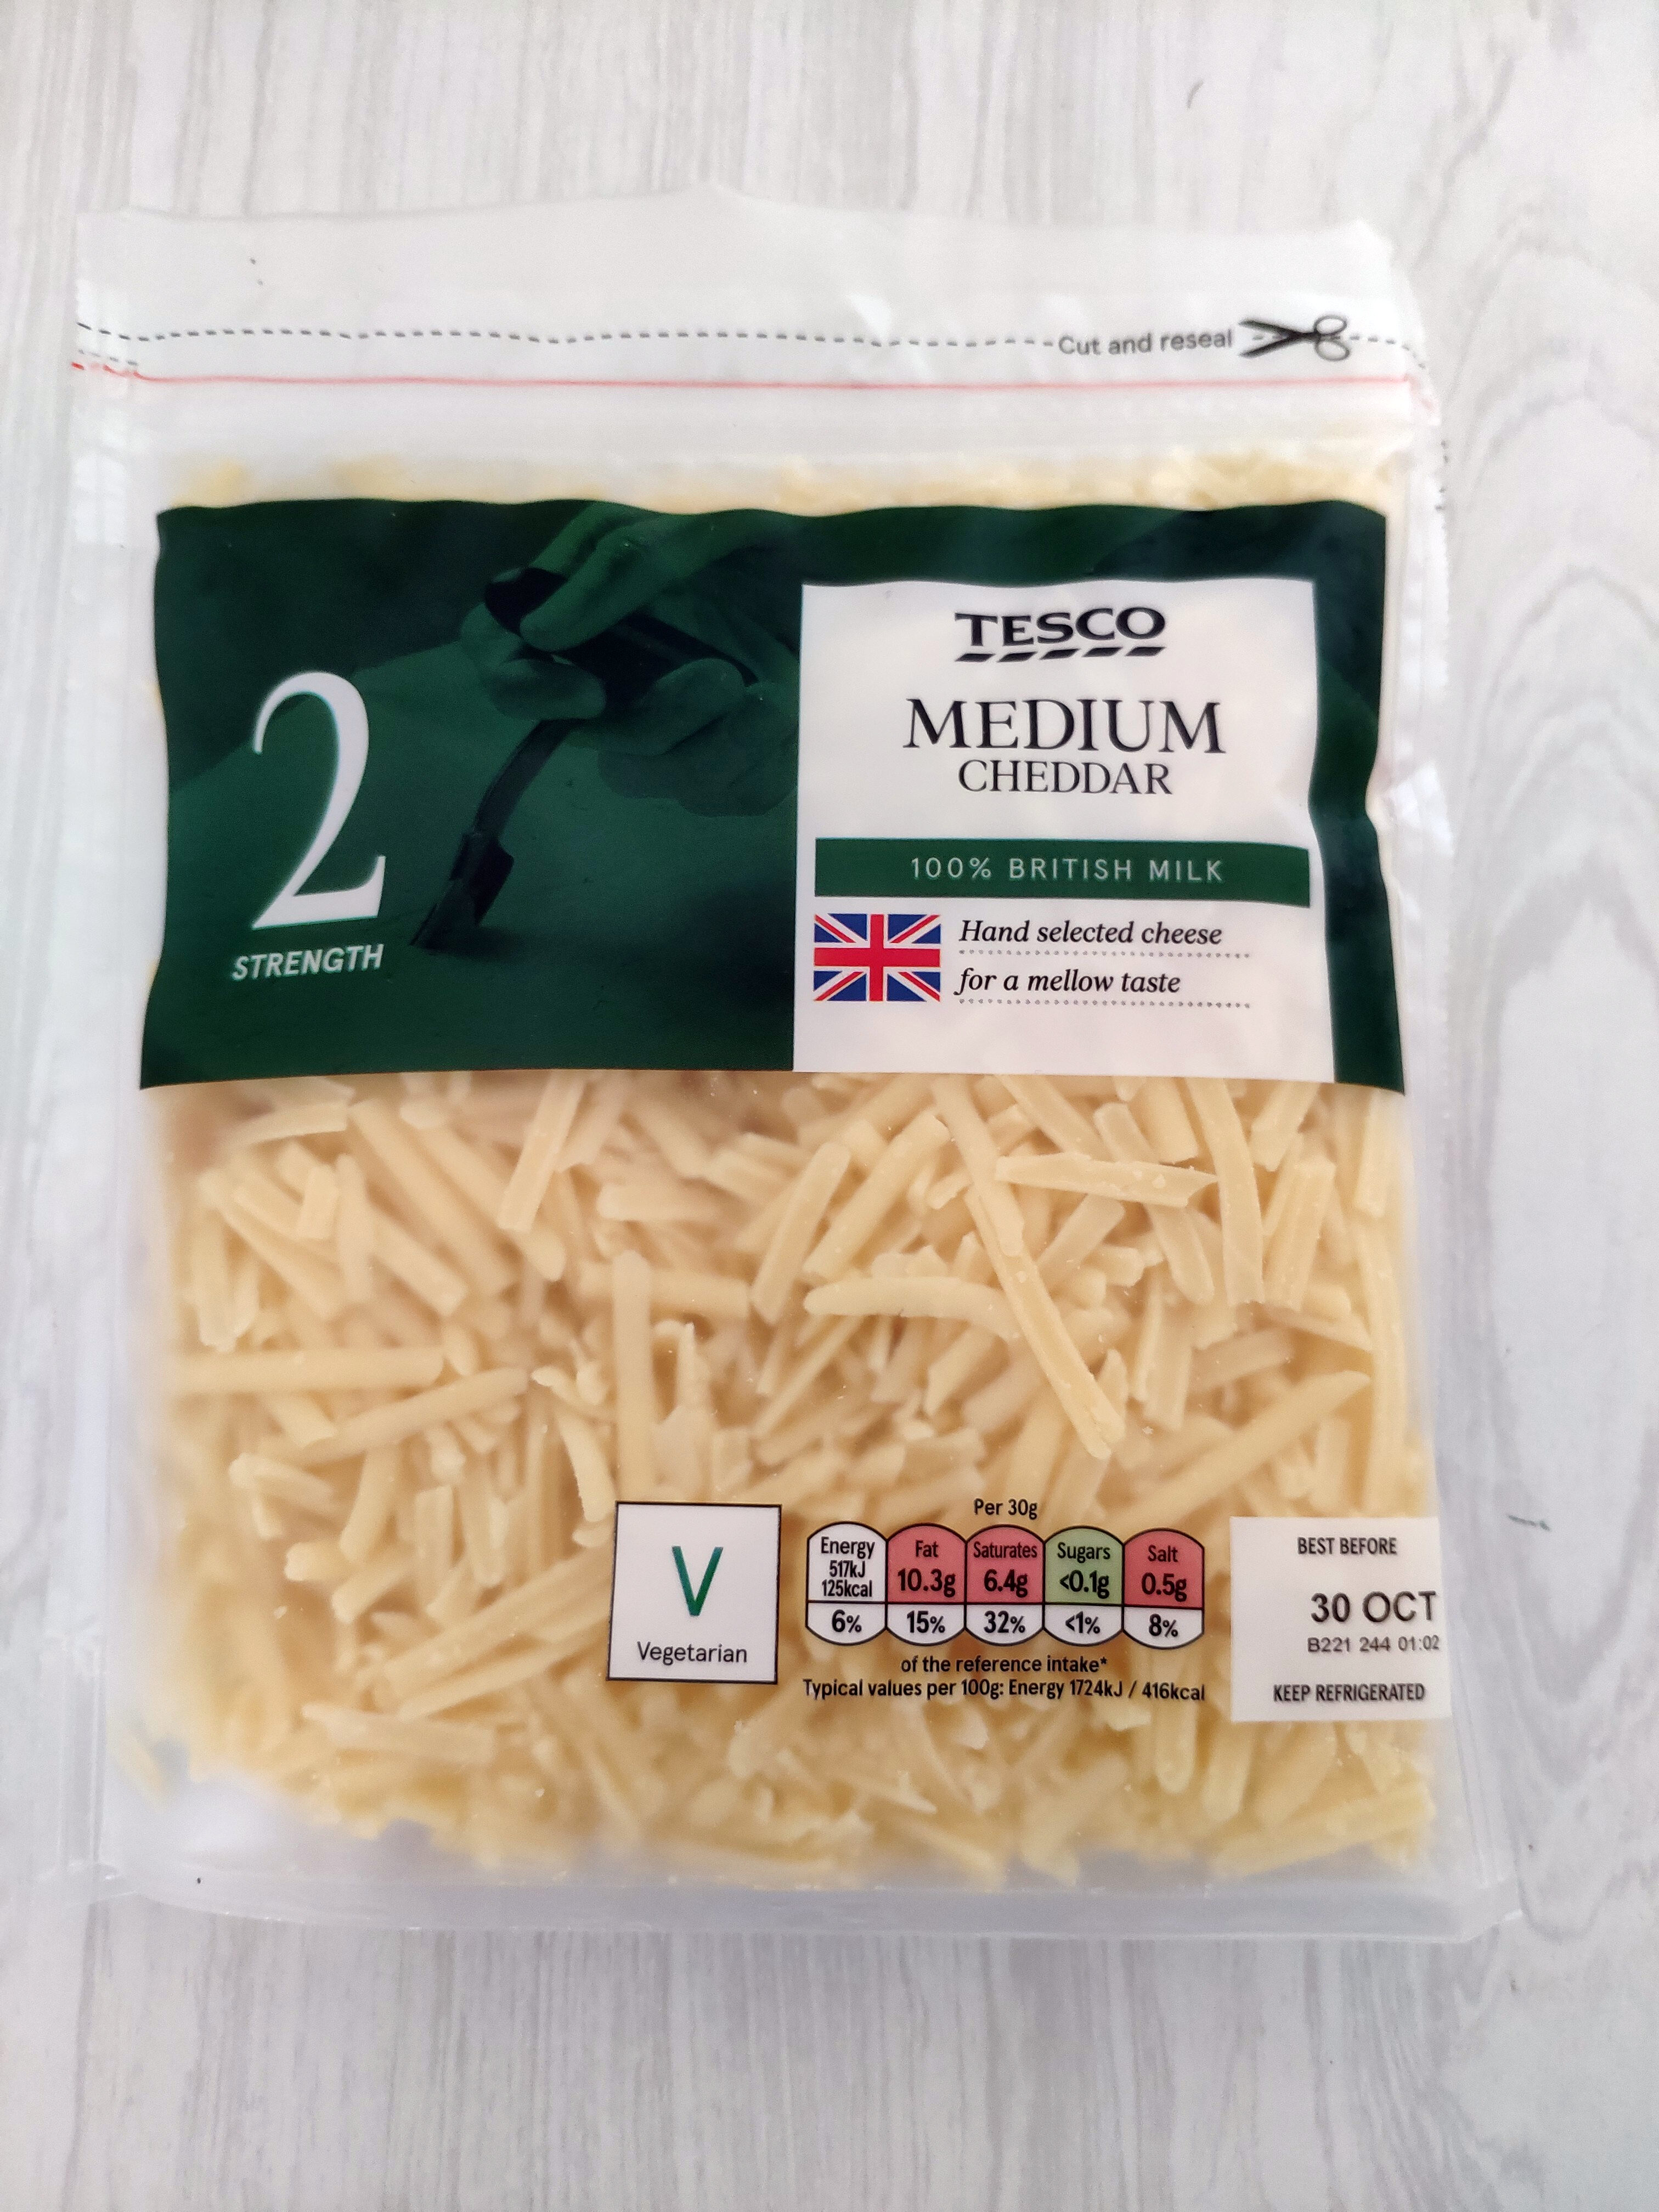 Cut and reseal
TESCO
MEDIUM
CHEDDAR
2
STRENGTH
100% BRITISH MILK
Hand selected cheese
for a mellow taste
V
Vegetarian
Per 30g
Energy 517kJ 125kcal 6%
Fat 10.3g 15%
Saturates 6.4g 32%
Sugars <0.1g <1%
Salt 0.5g 8%
of the reference intake*
Typical values per 100g: Energy 1724kJ / 416kcal
BEST BEFORE
30 OCT
B221 244 01:02
KEEP REFRIGERATED